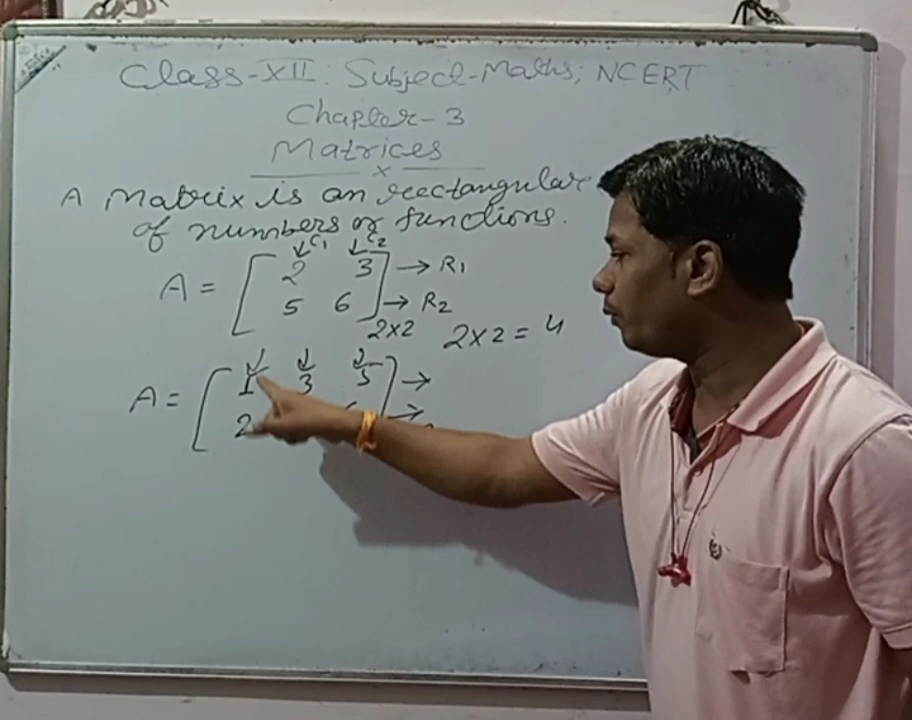 Class-XII: Subject-Maths; NCERT
Chapter-3
Matrices
x
A Matrix is an rectangular
of numbers or functions.
↓C1 ↓C2
A = [ 2 3 ] → R1
5 6 → R2
2x2 2x2 = 4
↓ ↓ ↓
A = [ 1 3 5 ] →
2 6 →